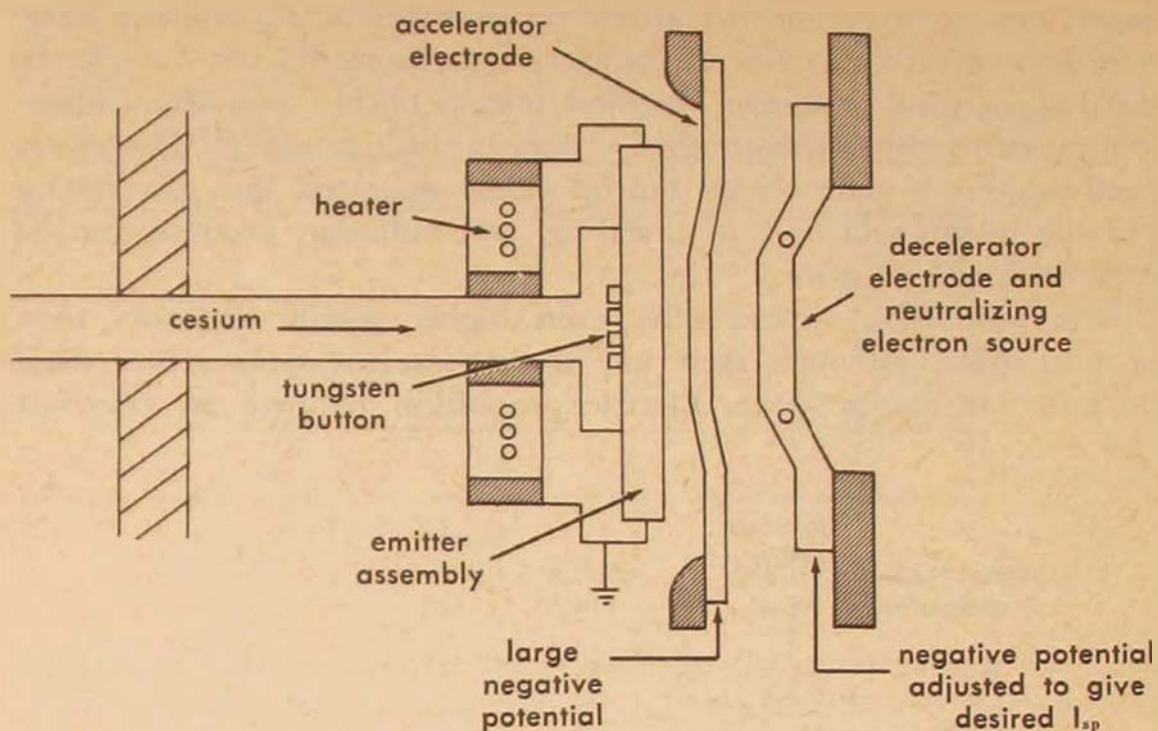 accelerator
electrode
heater
cesium
tungsten
button
emitter
assembly
decelerator
electrode and
neutralizing
electron source
large
negative
potential
negative potential
adjusted to give
desired Isp